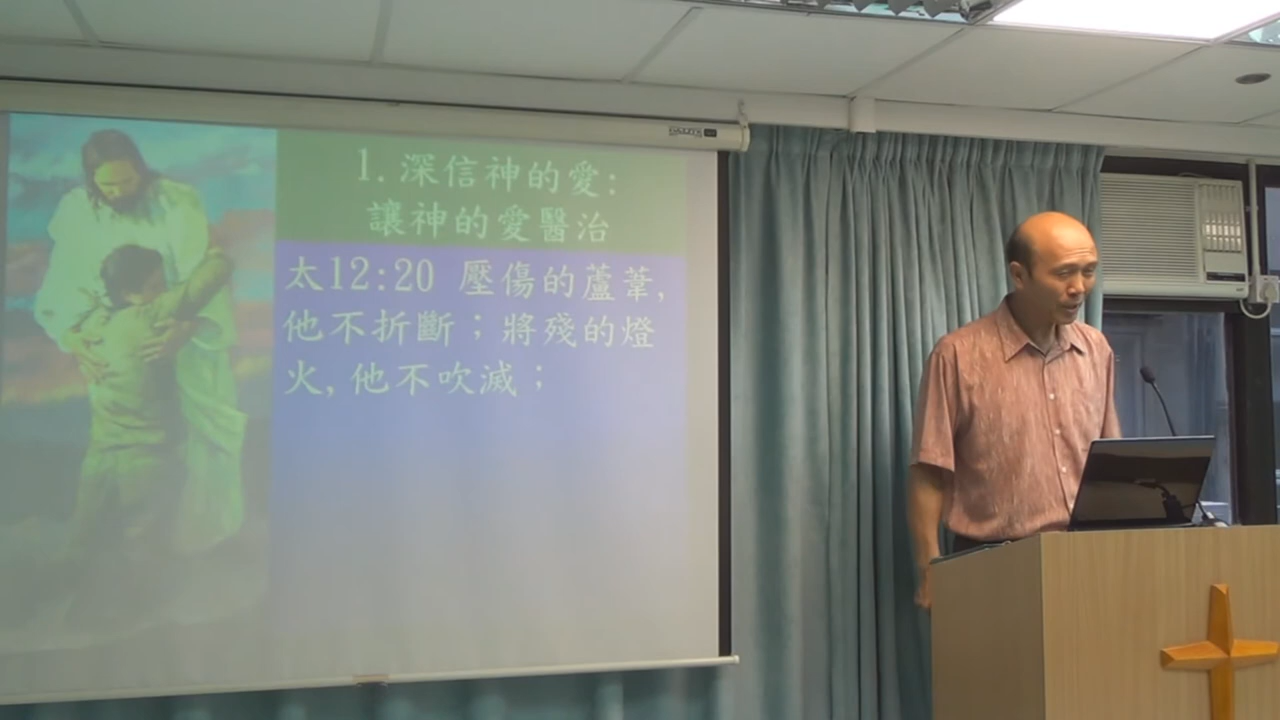 1.深信神的愛:
讓神的愛醫治
太12:20 壓傷的蘆葦,
他不折斷；將殘的燈
火,他不吹滅；